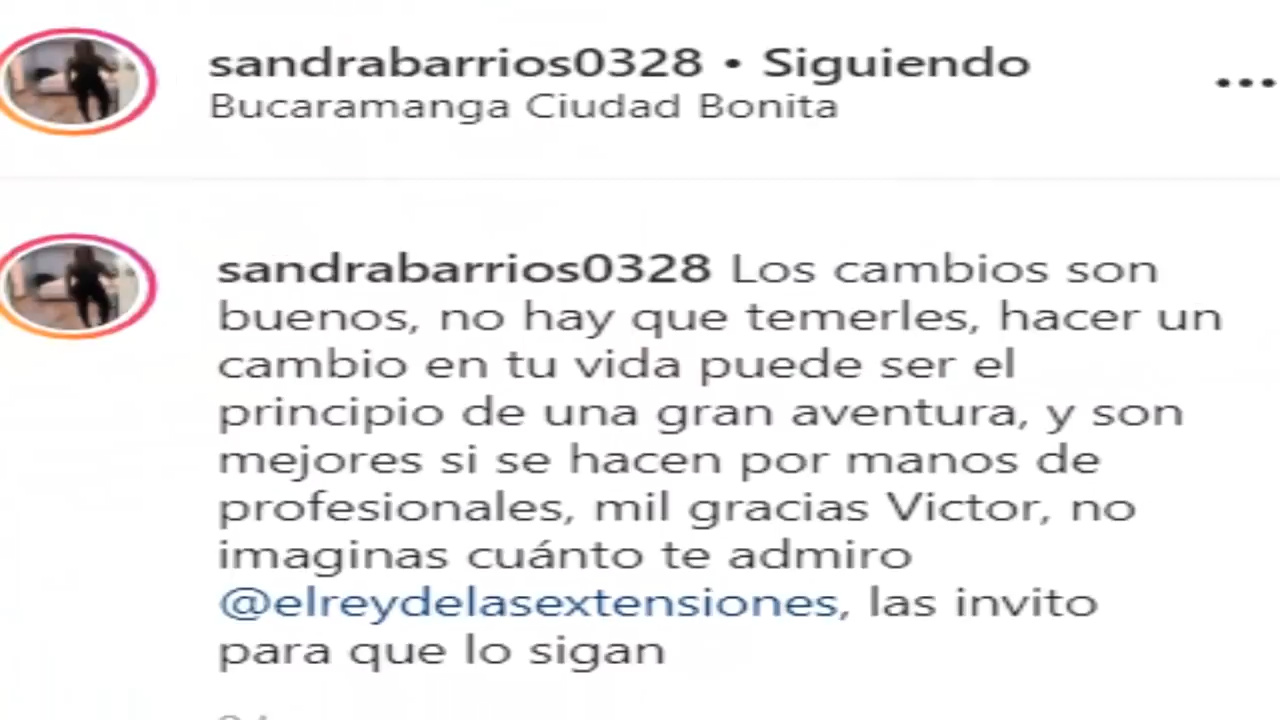 sandrabarrios0328 • Siguiendo
Bucaramanga Ciudad Bonita
sandrabarrios0328 Los cambios son
buenos, no hay que temerles, hacer un
cambio en tu vida puede ser el
principio de una gran aventura, y son
mejores si se hacen por manos de
profesionales, mil gracias Victor, no
imaginas cuánto te admiro
@elreydelasextensiones, las invito
para que lo sigan